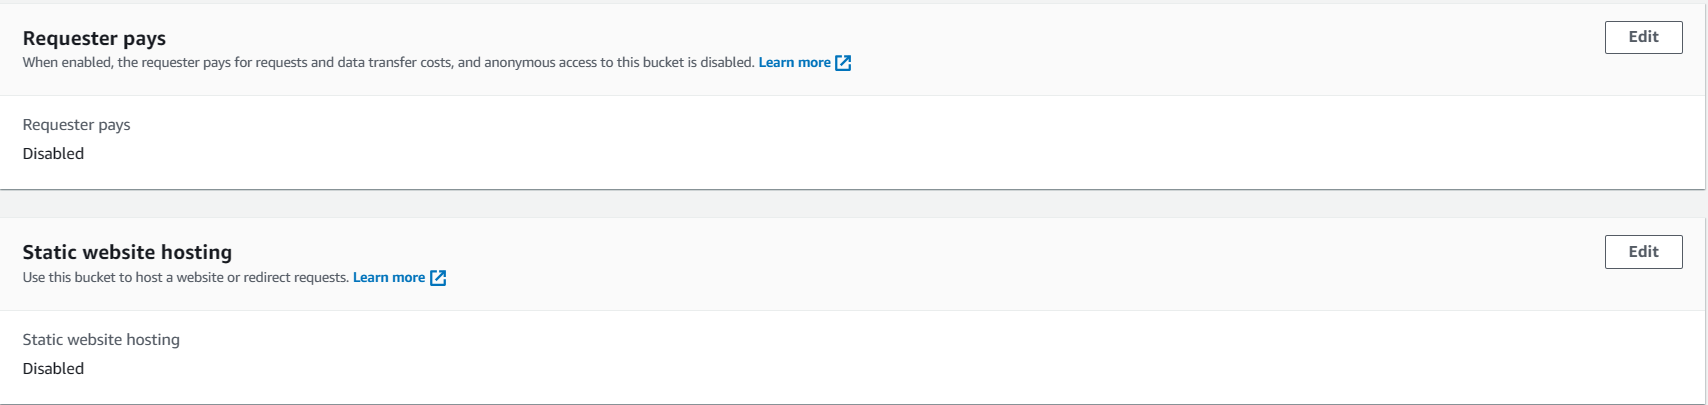 Requester pays
Edit
When enabled, the requester pays for requests and data transfer costs, and anonymous access to this bucket is disabled. Learn more
Requester pays
Disabled
Static website hosting
Edit
Use this bucket to host a website or redirect requests. Learn more
Static website hosting
Disabled